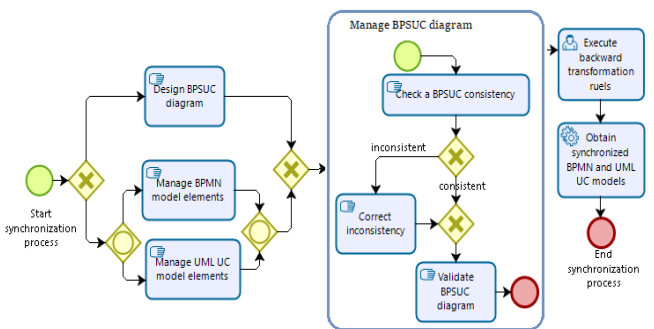 Manage BPSUC diagram
Design BPSUC
diagram
Manage BPMN
model elements
Manage UML UC
model elements
Start
synchronization
process
Check a BPSUC consistency
inconsistent
consistent
Correct
inconsistency
Validate
BPSUC
diagram
Execute
backward
transformation
ruels
Obtain
synchronized
BPMN and UML
UC models
End
synchronization
process